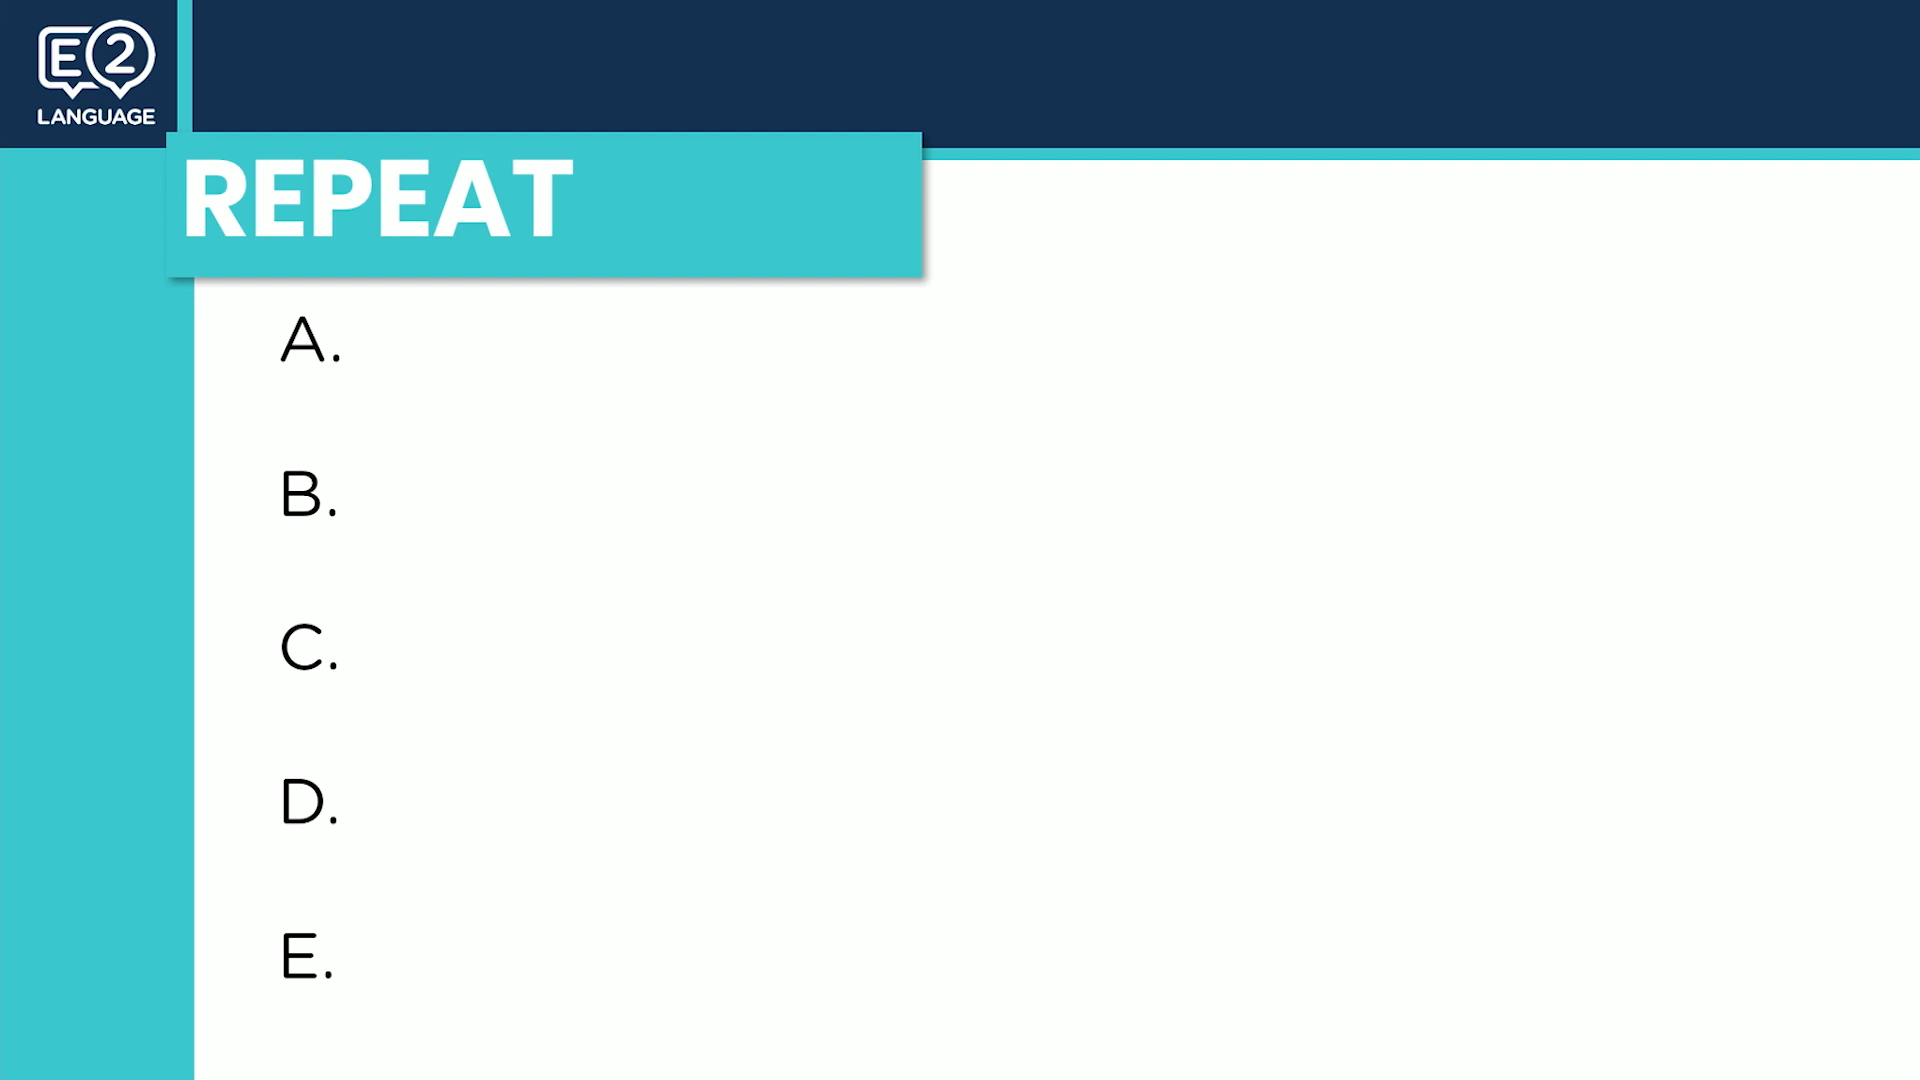 E2
LANGUAGE
REPEAT
A.
B.
C.
D.
E.